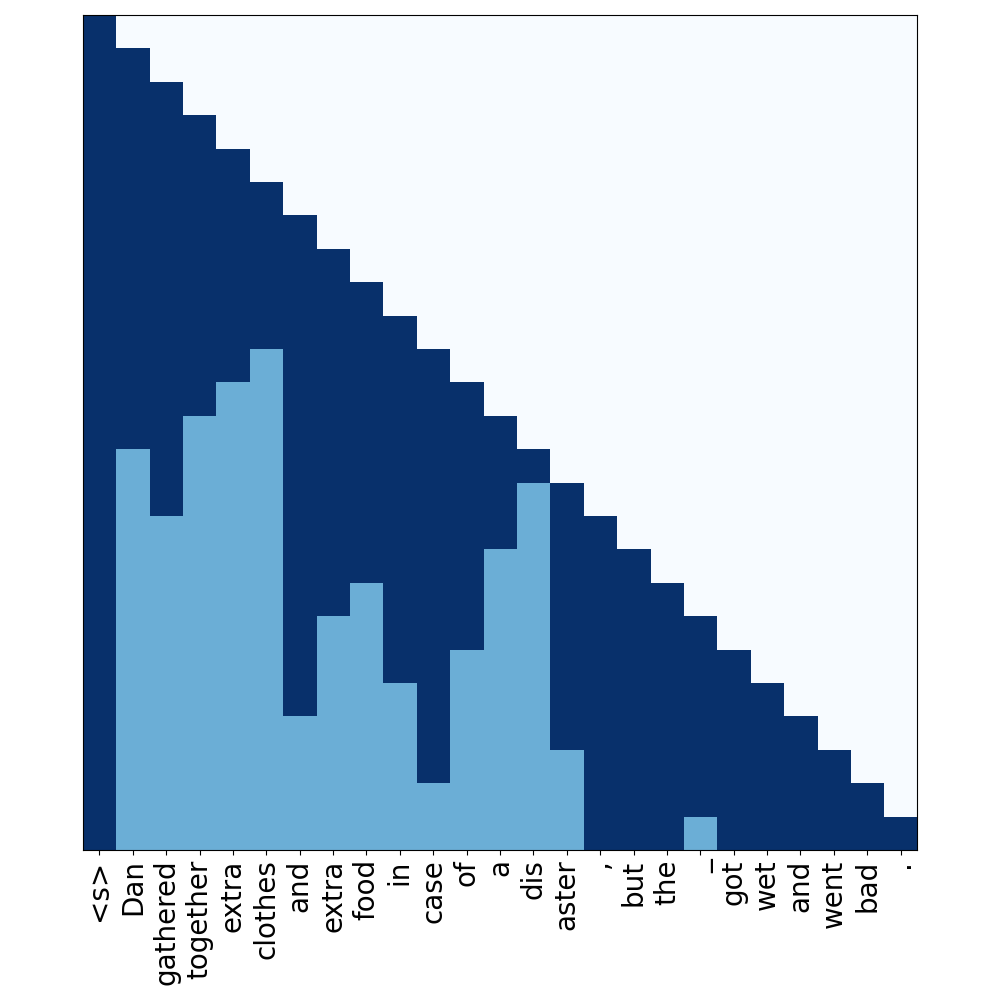 <s> Dan gathered together extra clothes and extra food in case of a dis aster , but the _ got wet and went bad .